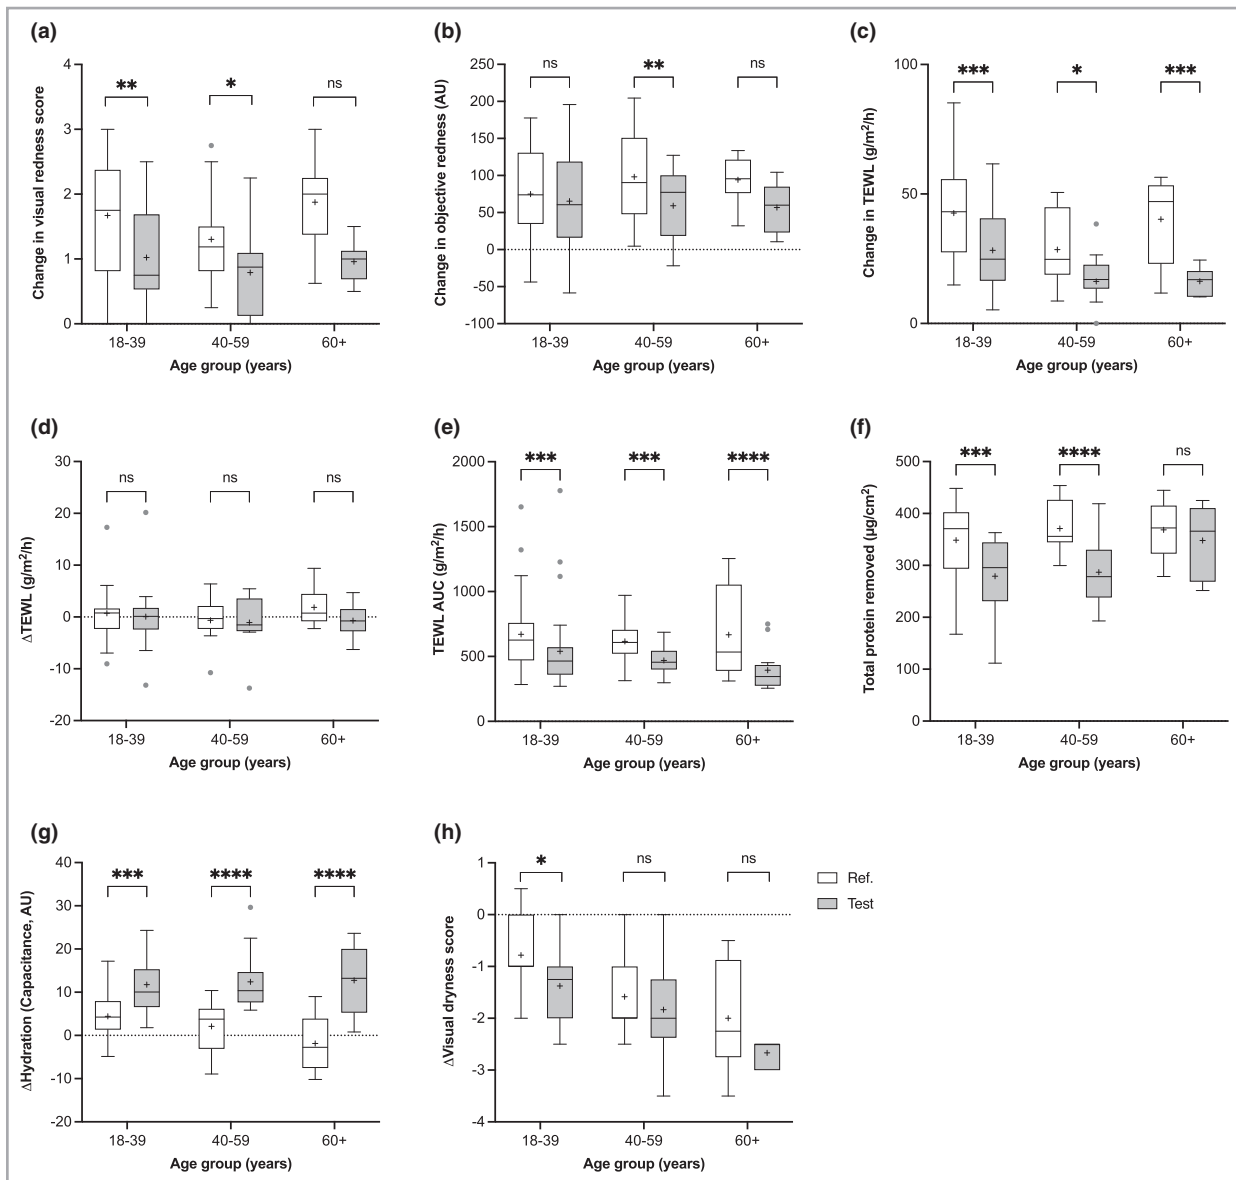 (a)
Change in visual redness score
4
3
2
1
0
**
*
ns
18-39 40-59 60+
Age group (years)
(b)
Change in objective redness (AU)
250
200
150
100
50
0
-50
-100
ns
**
ns
18-39 40-59 60+
Age group (years)
(c)
Change in TEWL (g/m²/h)
100
50
0
***
*
***
18-39 40-59 60+
Age group (years)
(d)
ΔTEWL (g/m²/h)
30
20
10
0
-10
-20
ns
ns
ns
18-39 40-59 60+
Age group (years)
(e)
TEWL AUC (g/m²/h)
2000
1500
1000
500
0
***
***
****
18-39 40-59 60+
Age group (years)
(f)
Total protein removed (µg/cm²)
500
400
300
200
100
0
***
****
ns
18-39 40-59 60+
Age group (years)
(g)
ΔHydration (Capacitance, AU)
40
30
20
10
0
-10
-20
***
****
****
18-39 40-59 60+
Age group (years)
(h)
ΔVisual dryness score
1
0
-1
-2
-3
-4
*
ns
ns
18-39 40-59 60+
Age group (years)
Ref.
Test